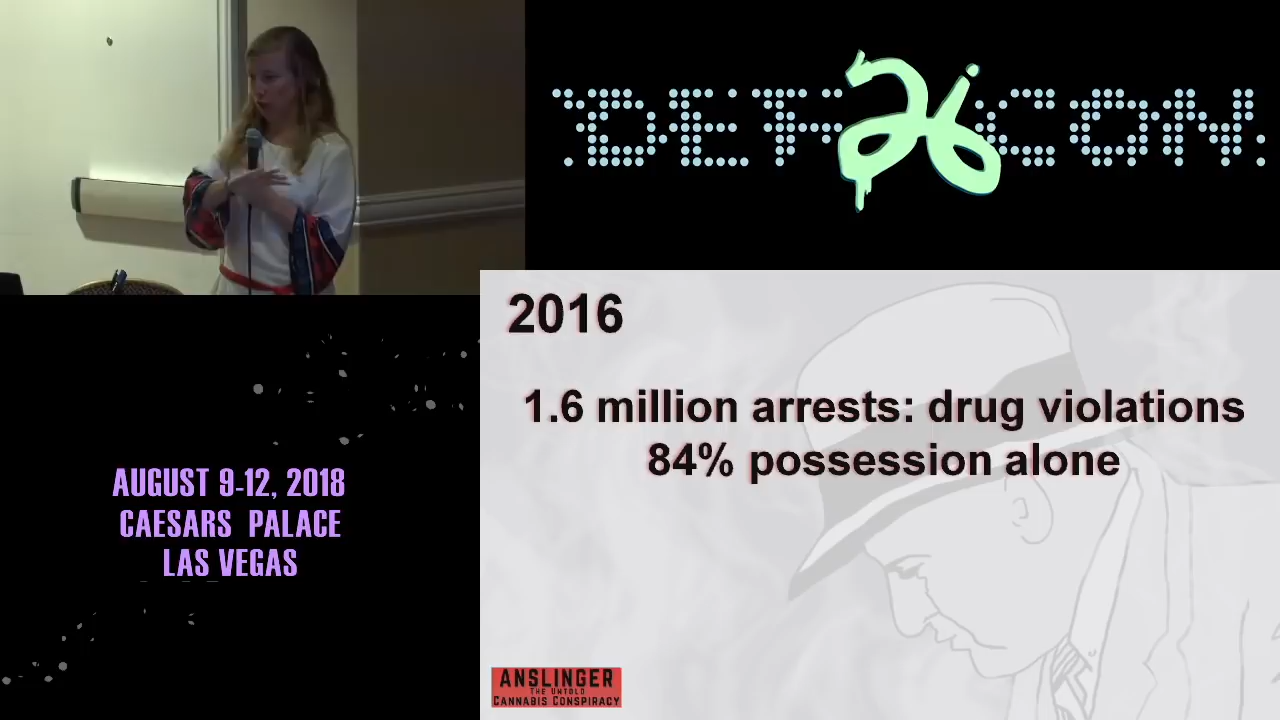 DEF 26 CON
2016
1.6 million arrests: drug violations
84% possession alone
AUGUST 9-12, 2018
CAESARS PALACE
LAS VEGAS
ANSLINGER
THE UNTOLD
CANNABIS CONSPIRACY